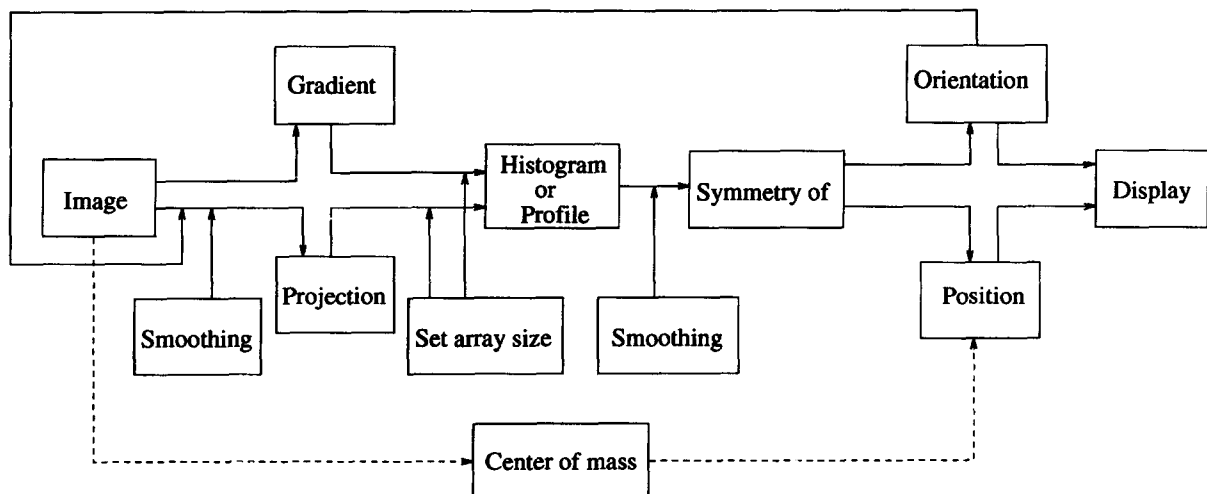 Gradient
Orientation
Image
Histogram
or
Profile
Symmetry of
Display
Projection
Position
Smoothing
Set array size
Smoothing
Center of mass